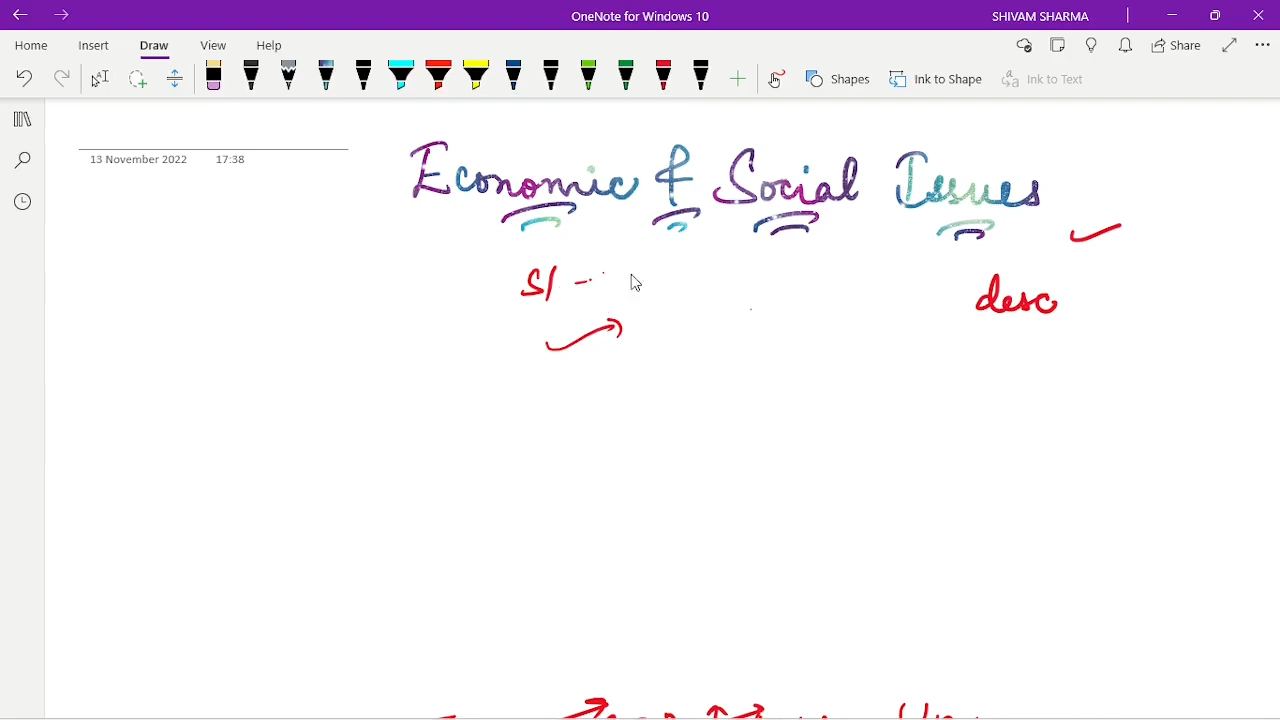 OneNote for Windows 10 SHIVAM SHARMA
Home Insert Draw View Help Share
Shapes Ink to Shape Ink to Text
13 November 2022 17:38
Economic & Social Issues
desc